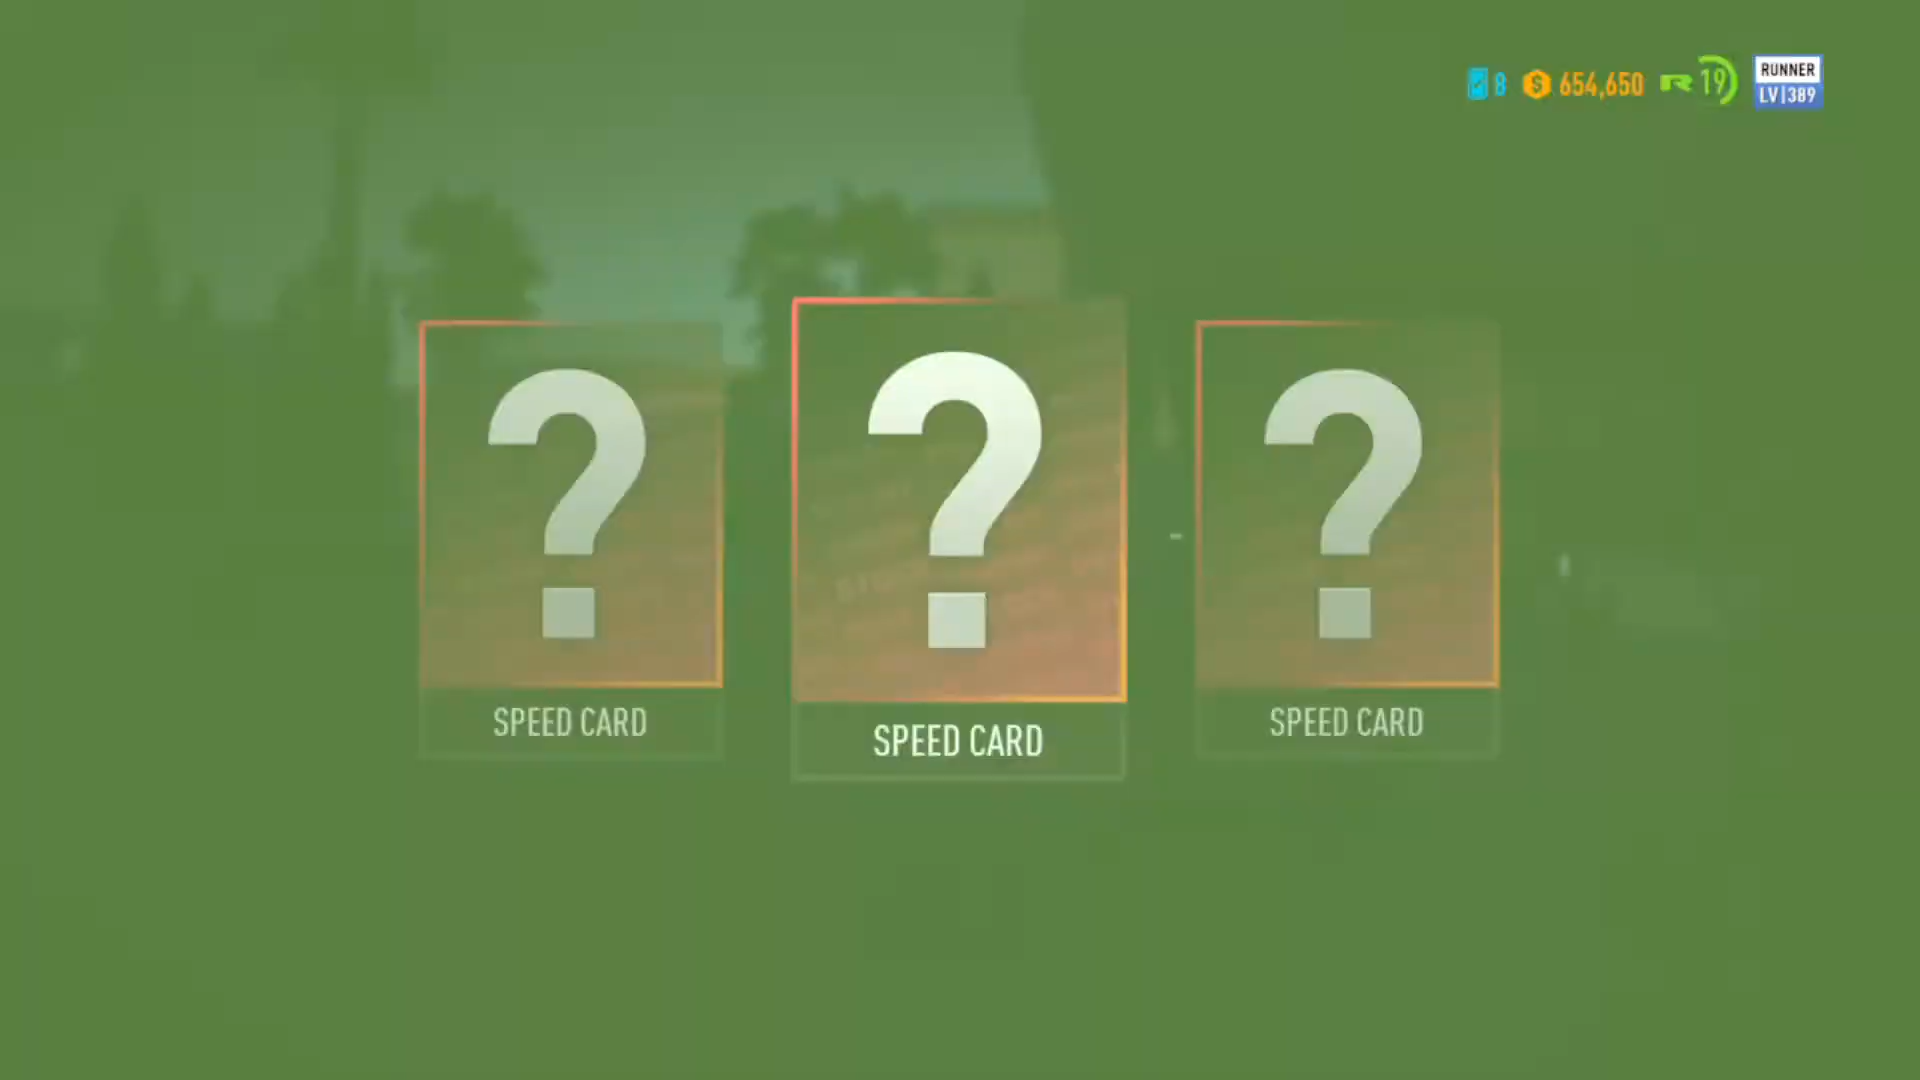 8 654,650 R 19 RUNNER
LV|389
?
?
?
SPEED CARD
SPEED CARD
SPEED CARD